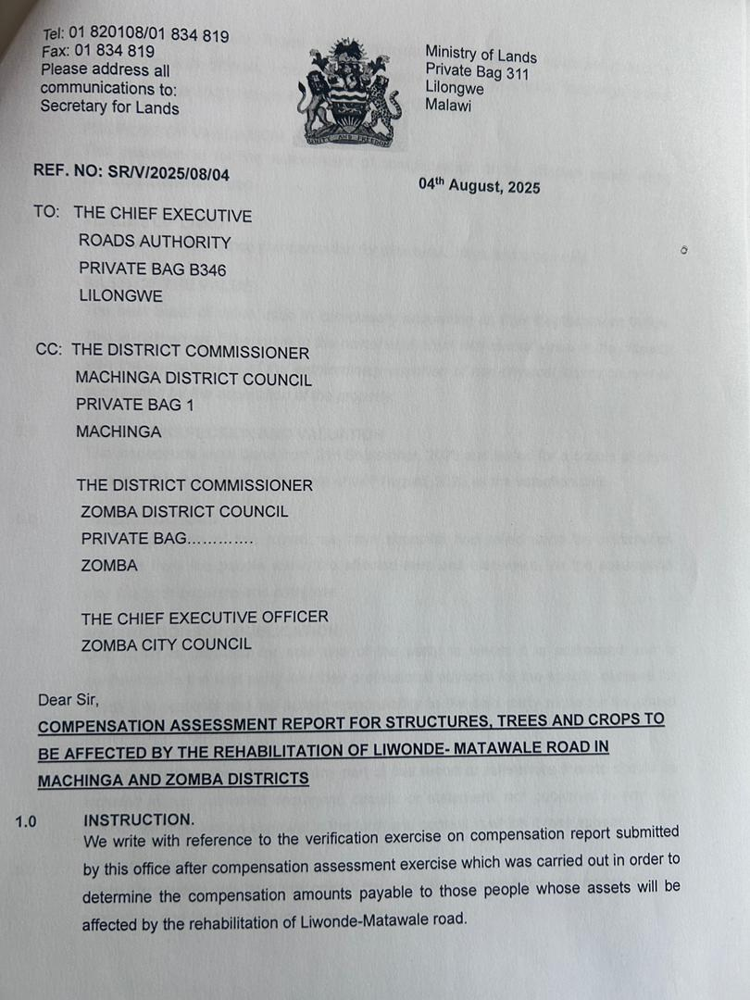 Tel: 01 820108/01 834 819
Fax: 01 834 819
Please address all
communications to:
Secretary for Lands
UNITY AND FREEDOM
Ministry of Lands
Private Bag 311
Lilongwe
Malawi
REF. NO: SR/V/2025/08/04
04th August, 2025
TO: THE CHIEF EXECUTIVE
ROADS AUTHORITY
PRIVATE BAG B346
LILONGWE
CC: THE DISTRICT COMMISSIONER
MACHINGA DISTRICT COUNCIL
PRIVATE BAG 1
MACHINGA
THE DISTRICT COMMISSIONER
ZOMBA DISTRICT COUNCIL
PRIVATE BAG.............
ZOMBA
THE CHIEF EXECUTIVE OFFICER
ZOMBA CITY COUNCIL
Dear Sir,
COMPENSATION ASSESSMENT REPORT FOR STRUCTURES, TREES AND CROPS TO
BE AFFECTED BY THE REHABILITATION OF LIWONDE- MATAWALE ROAD IN
MACHINGA AND ZOMBA DISTRICTS
1.0 INSTRUCTION.
We write with reference to the verification exercise on compensation report submitted
by this office after compensation assessment exercise which was carried out in order to
determine the compensation amounts payable to those people whose assets will be
affected by the rehabilitation of Liwonde-Matawale road.